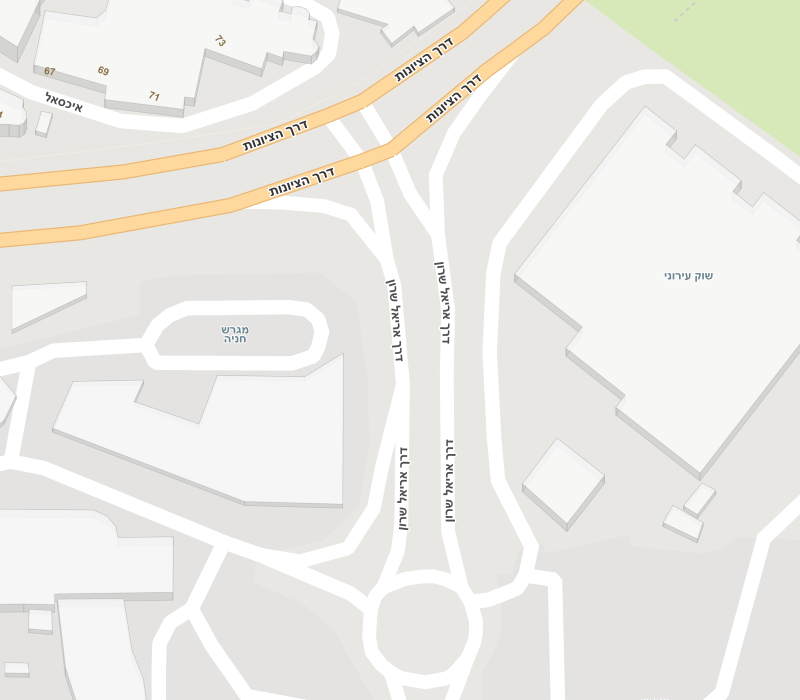 73
67
69
71
איכסאל
דרך הציונות
דרך הציונות
דרך הציונות
דרך הציונות
שוק עירוני
דרך אריאל שרון
דרך אריאל שרון
מגרש
חניה
דרך אריאל שרון
דרך אריאל שרון